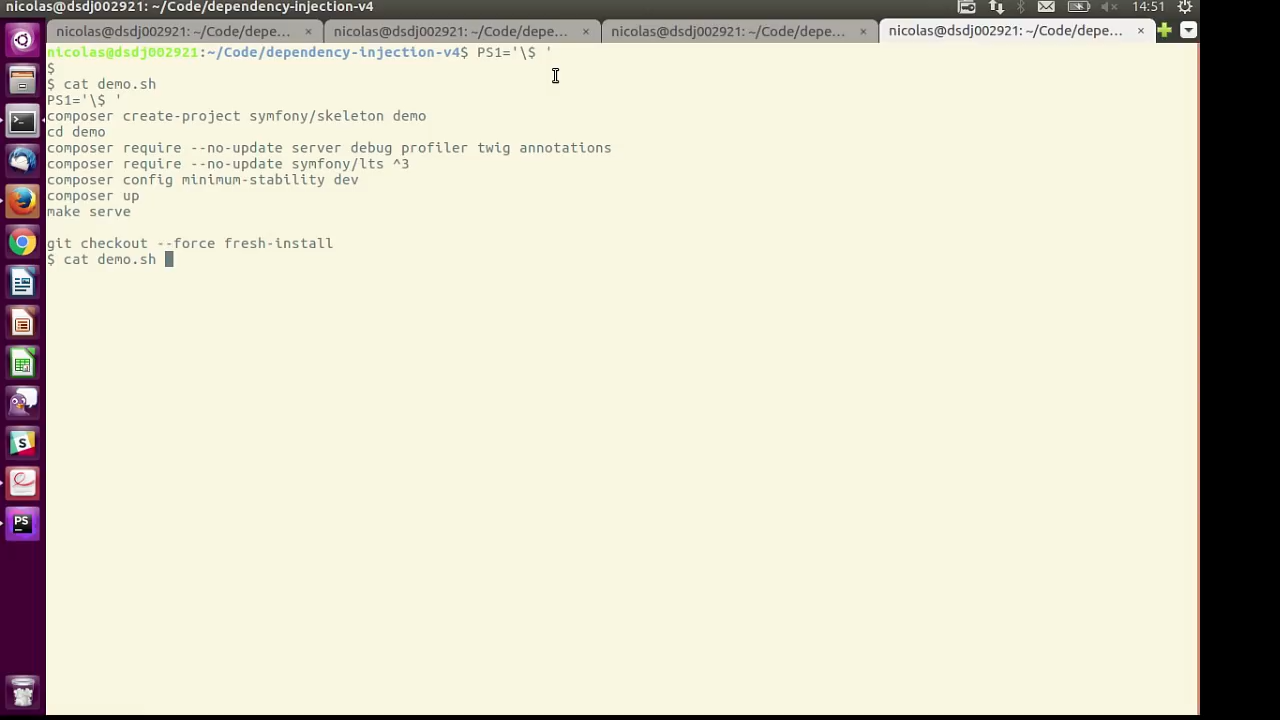 nicolas@dsdj002921: ~/Code/dependency-injection-v4
14:51
nicolas@dsdj002921: ~/Code/depe...
nicolas@dsdj002921: ~/Code/depe...
nicolas@dsdj002921: ~/Code/depe...
nicolas@dsdj002921: ~/Code/depe...
nicolas@dsdj002921:~/Code/dependency-injection-v4$ PS1='\$ '
$
$ cat demo.sh
PS1='\$ '
composer create-project symfony/skeleton demo
cd demo
composer require --no-update server debug profiler twig annotations
composer require --no-update symfony/lts ^3
composer config minimum-stability dev
composer up
make serve
git checkout --force fresh-install
$ cat demo.sh
S
PS